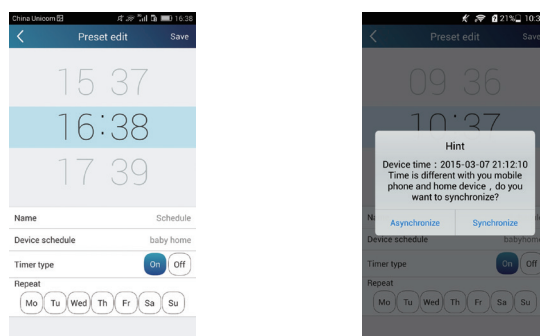 China Unicom 16:38
Preset edit Save
15 37
16:38
17 39
Name Schedule
Device schedule baby home
Timer type On Off
Repeat
Mo Tu Wed Th Fr Sa Su
21% 10:3
Preset edit Save
09 36
10:37
Hint
Device time : 2015-03-07 21:12:10
Time is different with you mobile
phone and home device , do you
want to synchronize?
Asynchronize Synchronize
Device schedule babyhome
Timer type On Off
Repeat
Mo Tu Wed Th Fr Sa Su